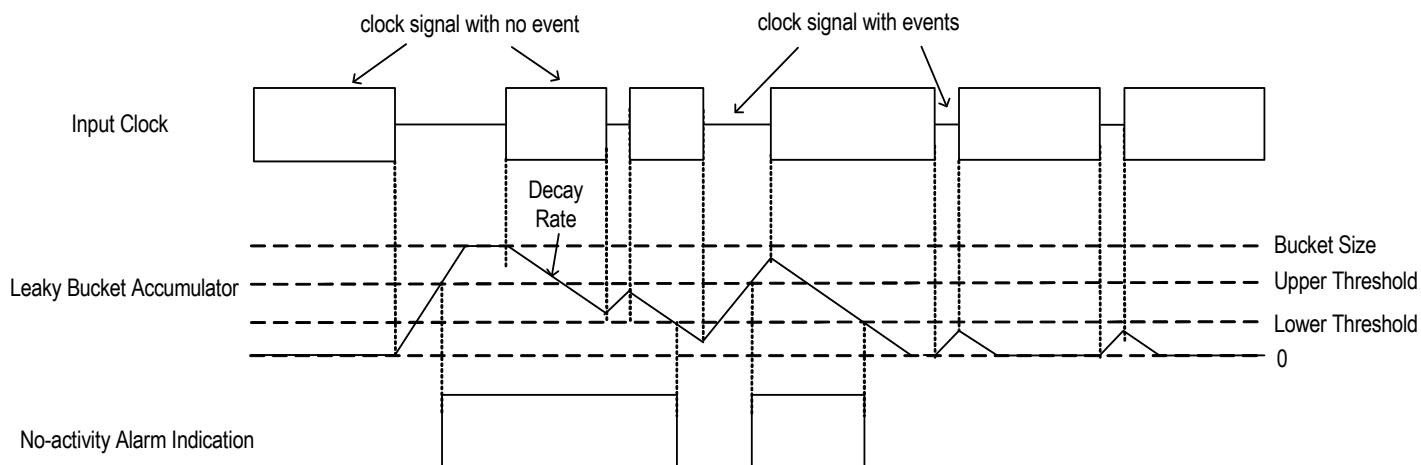 clock signal with no event
clock signal with events
Input Clock
Decay
Rate
Bucket Size
Leaky Bucket Accumulator
Upper Threshold
Lower Threshold
0
No-activity Alarm Indication